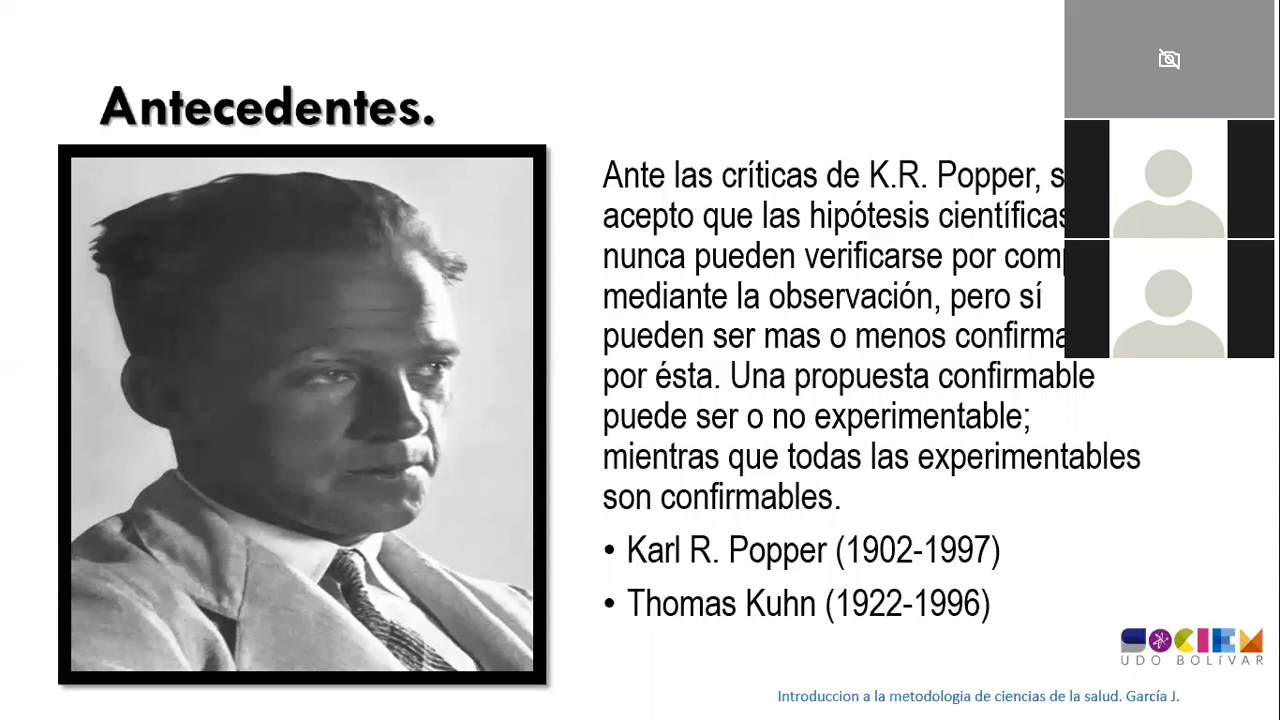 Antecedentes.
Ante las críticas de K.R. Popper,
acepto que las hipótesis científicas
nunca pueden verificarse por
mediante la observación, pero sí
pueden ser mas o menos
por ésta. Una propuesta confirmable
puede ser o no experimentable;
mientras que todas las experimentables
son confirmables.
• Karl R. Popper (1902-1997)
• Thomas Kuhn (1922-1996)
SOCIEM
UDO BOLÍVAR
Introduccion a la metodologia de ciencias de la salud. García J.